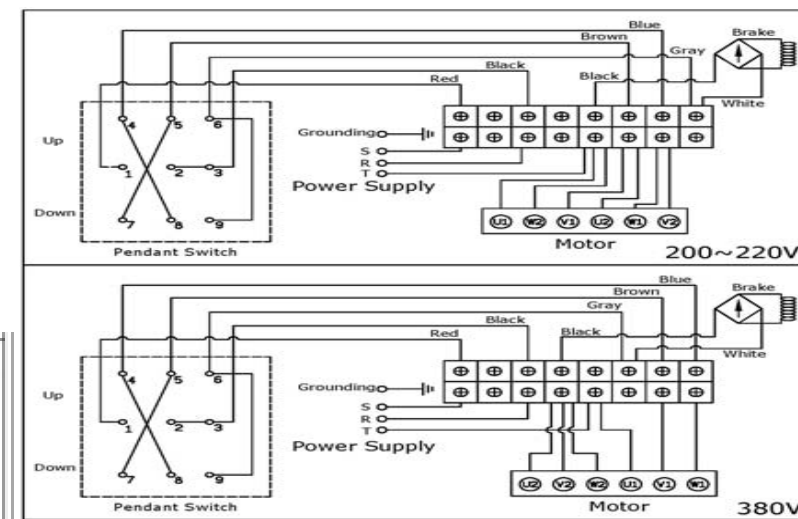 Blue
Brown
Brake
Gray
Black
Black
Red
White
4 5 6
Up
Grounding
S
R
T
1 2 3
Power Supply
Down
7 8 9
U1 W2 V1 U2 W1 V2
Motor
Pendant Switch
200~220V
Blue
Brown
Brake
Gray
Black
Black
Red
White
4 5 6
Up
Grounding
S
R
T
1 2 3
Power Supply
Down
7 8 9
U2 V2 W2 U1 V1 W1
Motor
Pendant Switch
380V